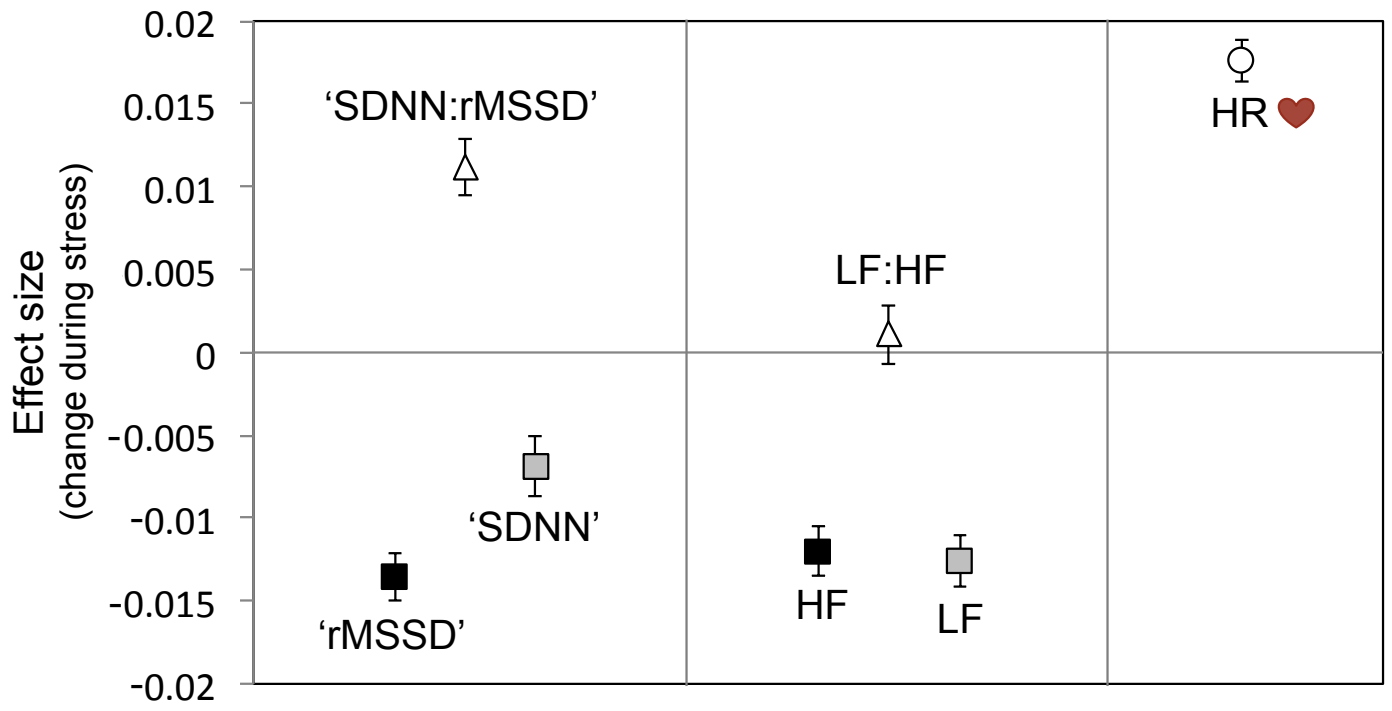 0.02
0.015
0.01
0.005
0
-0.005
-0.01
-0.015
-0.02
Effect size
(change during stress)
‘SDNN:rMSSD’
‘SDNN’
‘rMSSD’
LF:HF
HF
LF
HR